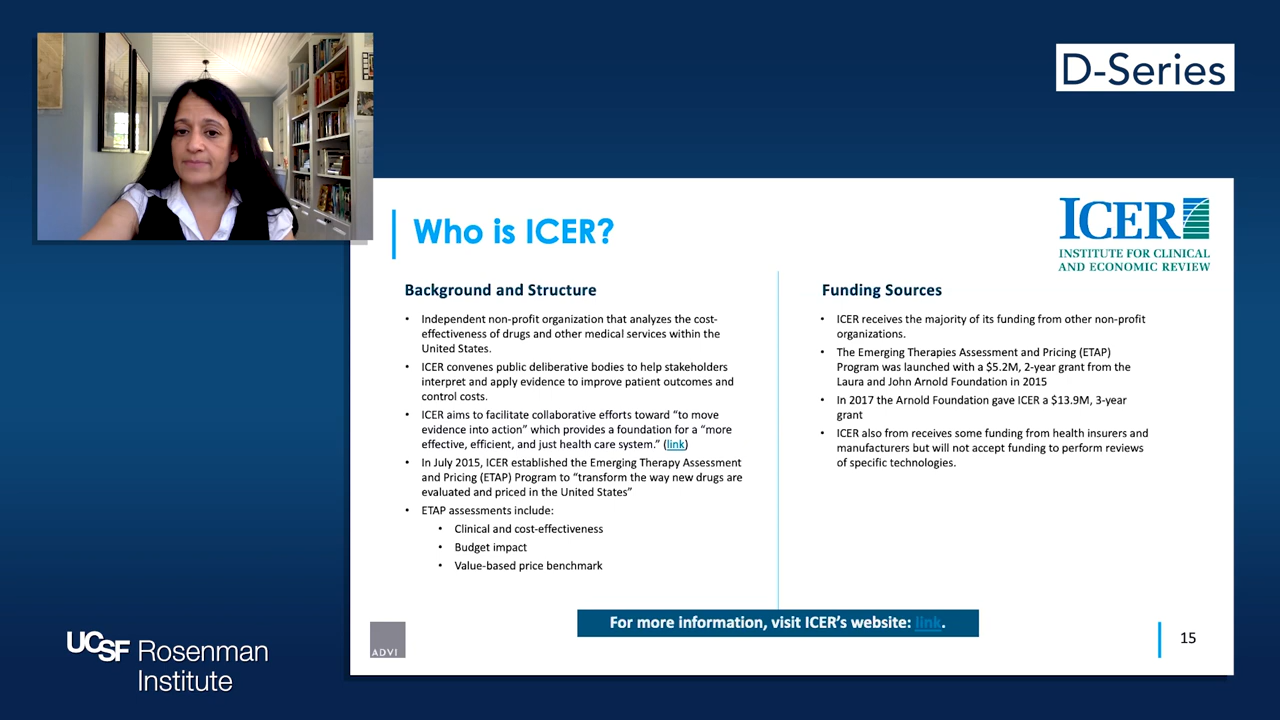 D-Series
Who is ICER?
ICER
INSTITUTE FOR CLINICAL
AND ECONOMIC REVIEW
Background and Structure
• Independent non-profit organization that analyzes the cost-
effectiveness of drugs and other medical services within the
United States.
• ICER convenes public deliberative bodies to help stakeholders
interpret and apply evidence to improve patient outcomes and
control costs.
• ICER aims to facilitate collaborative efforts toward “to move
evidence into action” which provides a foundation for a “more
effective, efficient, and just health care system.” (link)
• In July 2015, ICER established the Emerging Therapy Assessment
and Pricing (ETAP) Program to “transform the way new drugs are
evaluated and priced in the United States”
• ETAP assessments include:
• Clinical and cost-effectiveness
• Budget impact
• Value-based price benchmark
Funding Sources
• ICER receives the majority of its funding from other non-profit
organizations.
• The Emerging Therapies Assessment and Pricing (ETAP)
Program was launched with a $5.2M, 2-year grant from the
Laura and John Arnold Foundation in 2015
• In 2017 the Arnold Foundation gave ICER a $13.9M, 3-year
grant
• ICER also from receives some funding from health insurers and
manufacturers but will not accept funding to perform reviews
of specific technologies.
For more information, visit ICER’s website: link.
ADVI
15
UCSF Rosenman
Institute